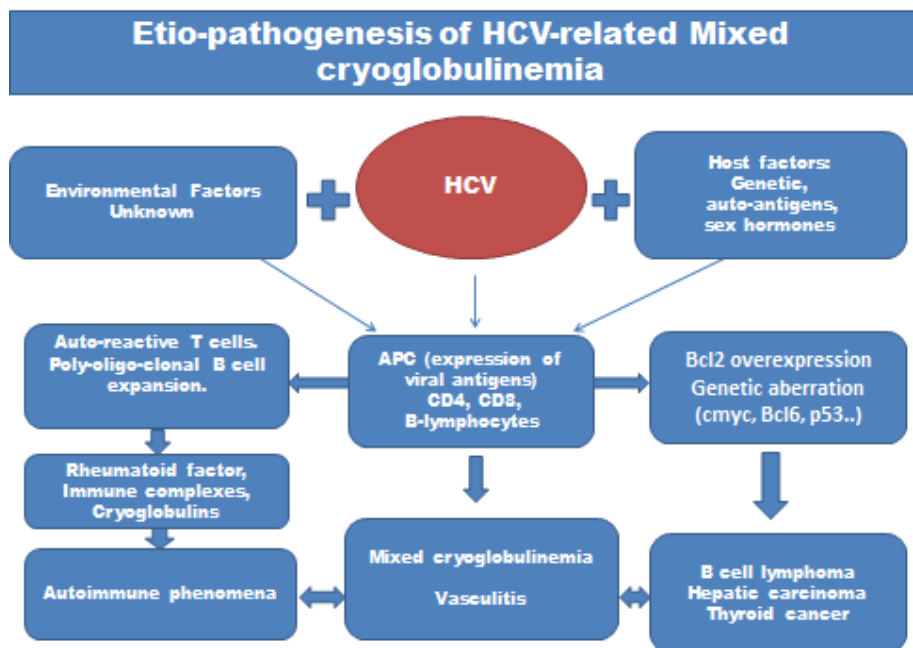 Etio-pathogenesis of HCV-related Mixed
cryoglobulinemia
Environmental Factors
Unknown
HCV
Host factors:
Genetic,
auto-antigens,
sex hormones
Auto-reactive T cells.
Poly-oligo-clonal B cell
expansion.
APC (expression of
viral antigens)
CD4, CD8,
B-lymphocytes
Bcl2 overexpression
Genetic aberration
(cmyc, Bcl6, p53..)
Rheumatoid factor,
Immune complexes,
Cryoglobulins
Autoimmune phenomena
Mixed cryoglobulinemia
Vasculitis
B cell lymphoma
Hepatic carcinoma
Thyroid cancer